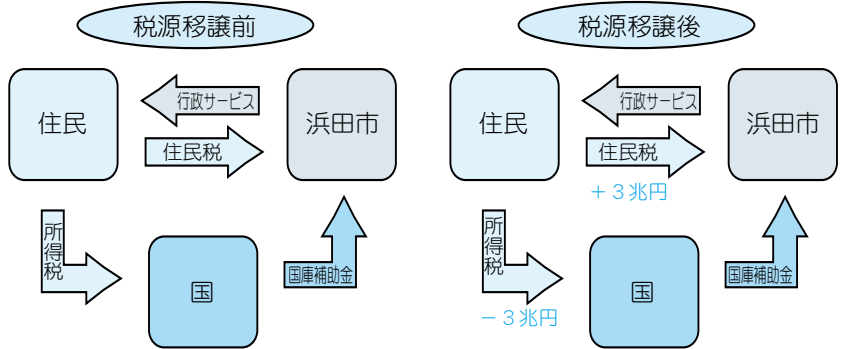 税源移譲前
住民
行政サービス
住民税
浜田市
所得税
国
国庫補助金
税源移譲後
住民
行政サービス
住民税
+3兆円
浜田市
所得税
-3兆円
国
国庫補助金